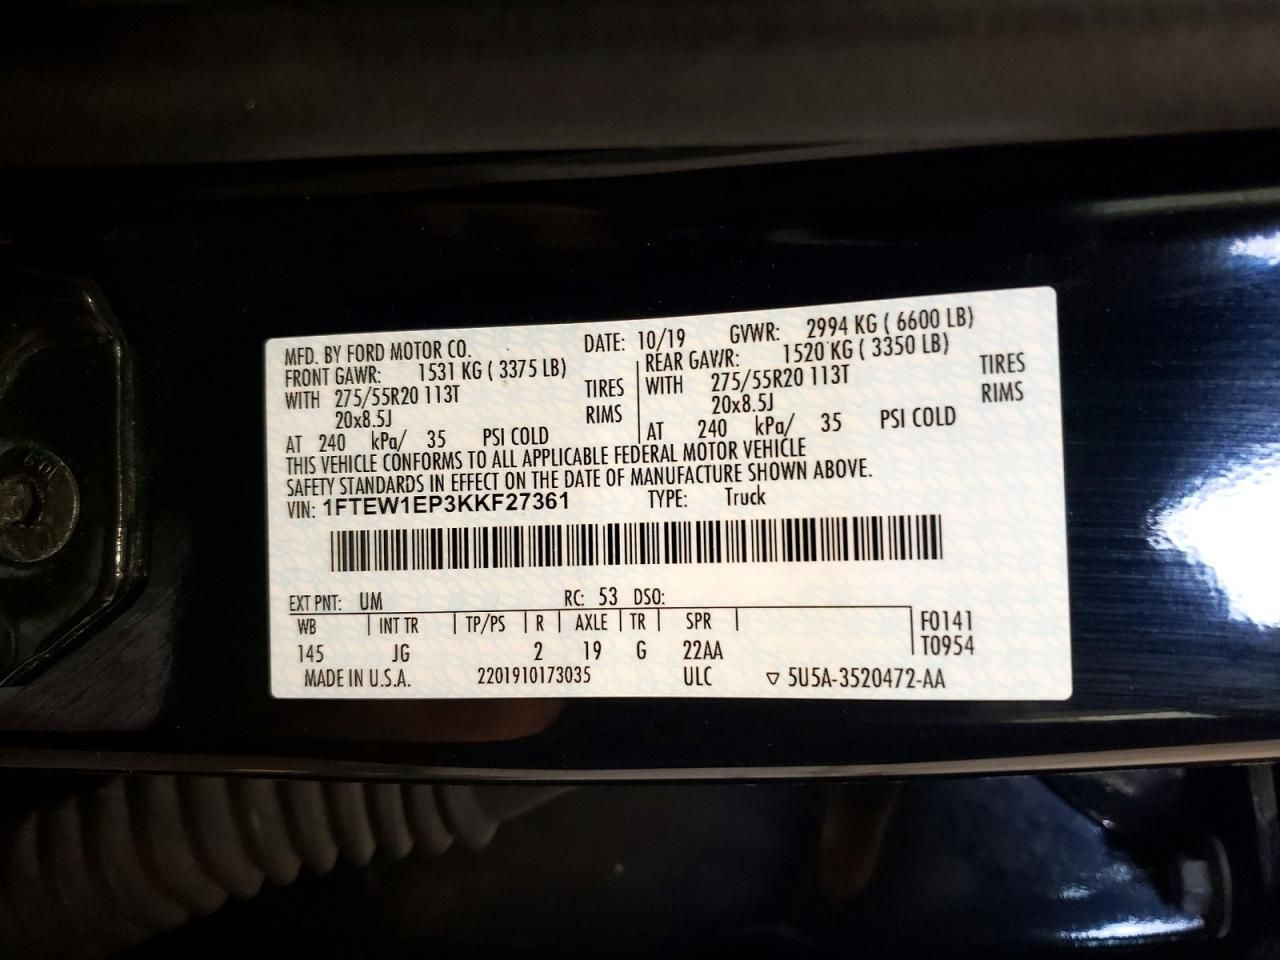 MFD. BY FORD MOTOR CO. DATE: 10/19 GVWR: 2994 KG ( 6600 LB)
FRONT GAWR: 1531 KG ( 3375 LB) REAR GAWR: 1520 KG ( 3350 LB)
WITH 275/55R20 113T TIRES WITH 275/55R20 113T TIRES
20x8.5J RIMS 20x8.5J RIMS
AT 240 kPa/ 35 PSI COLD AT 240 kPa/ 35 PSI COLD
THIS VEHICLE CONFORMS TO ALL APPLICABLE FEDERAL MOTOR VEHICLE
SAFETY STANDARDS IN EFFECT ON THE DATE OF MANUFACTURE SHOWN ABOVE.
VIN: 1FTEW1EP3KKF27361 TYPE: Truck
EXT PNT: UM RC: 53 DSO:
WB INT TR TP/PS R AXLE TR SPR F0141
145 JG 2 19 G 22AA T0954
MADE IN U.S.A. 2201910173035 ULC ▽ 5U5A-3520472-AA